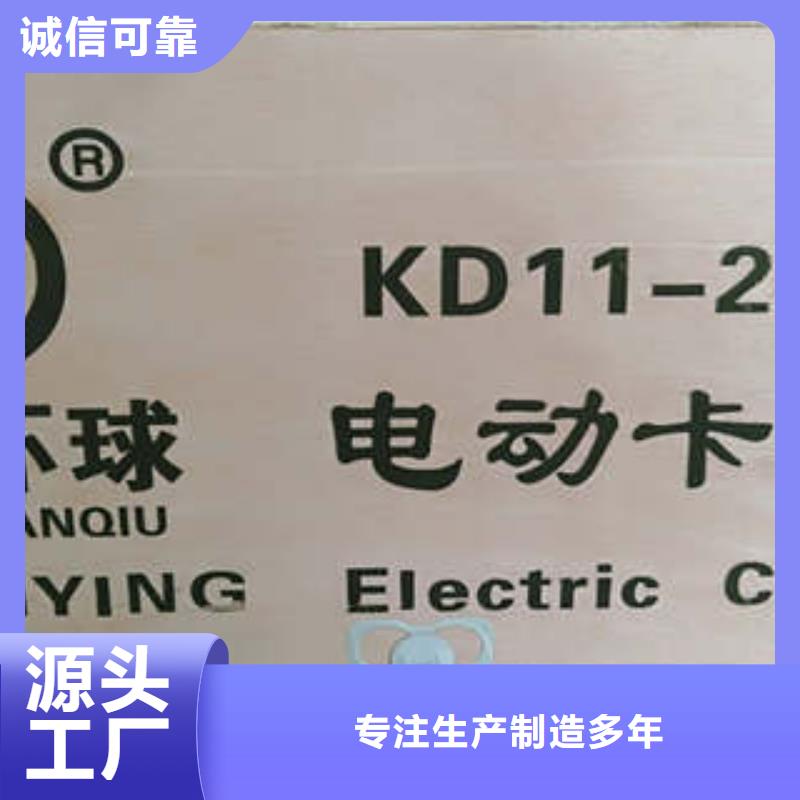 诚信可靠
®
KD11-2
环球 电动卡
ANQIU
YING Electric C
源头
工厂
专注生产制造多年